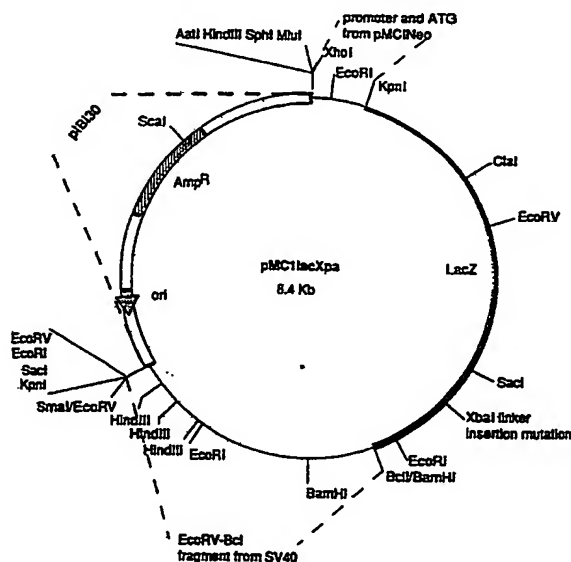 promoter and ATG
from pMCINeo
AatI HindIII SphI MluI
XhoI
EcoRI
KpnI
pIBI30
ScaI
AmpR
ClaI
EcoRV
pMC1lacXpa
LacZ
8.4 Kb
ori
EcoRV
EcoRI
SacI
KpnI
SmaI/EcoRV
HindIII
HindIII
HindIII
EcoRI
SacI
XbaI linker
insertion mutation
EcoRI
BclI/BamHI
BamHI
EcoRV-Bcl
fragment from SV40